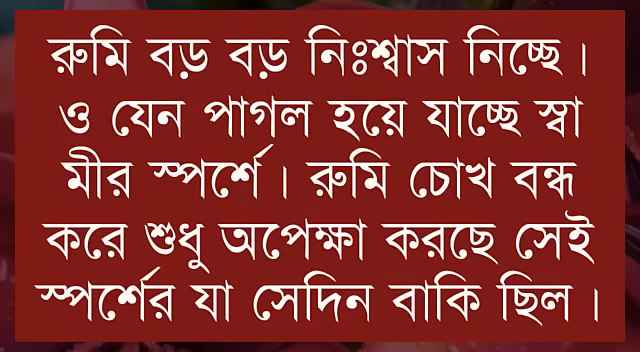 রুমি বড় বড় নিঃশ্বাস নিচ্ছে।
ও যেন পাগল হয়ে যাচ্ছে স্বা
মীর স্পর্শে। রুমি চোখ বন্ধ
করে শুধু অপেক্ষা করছে সেই
স্পর্শের যা সেদিন বাকি ছিল।